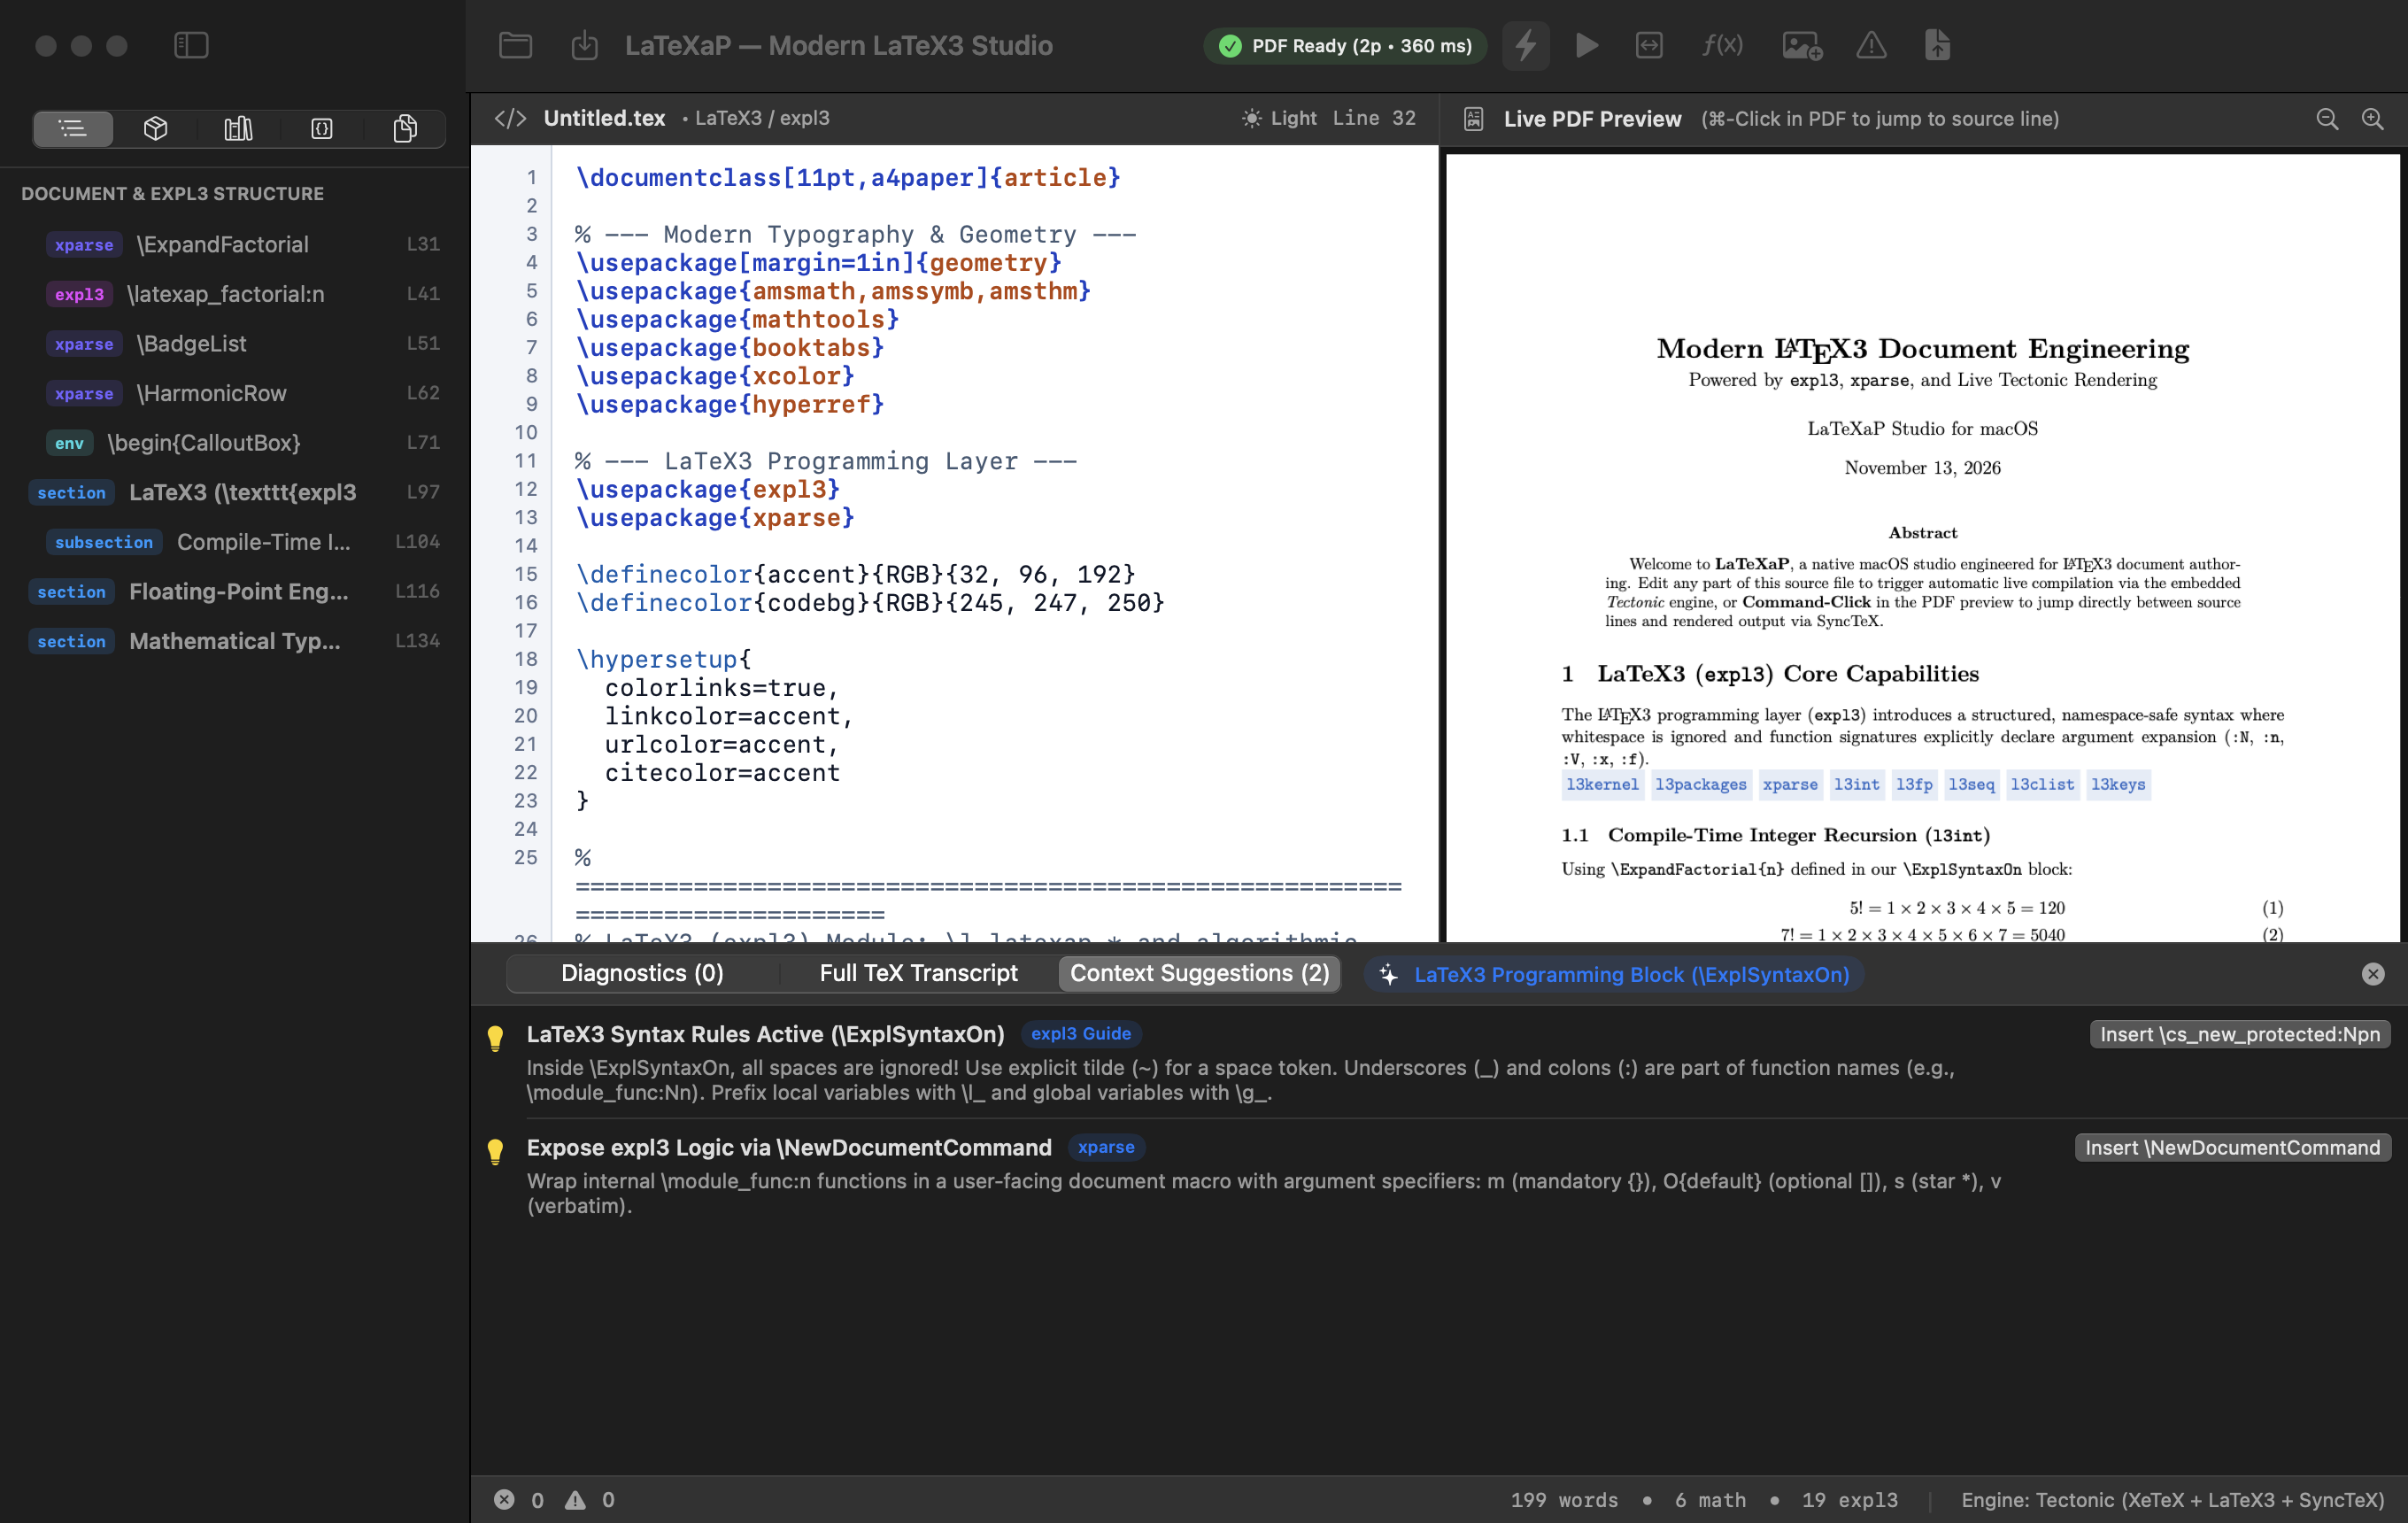 LaTeXaP — Modern LaTeX3 Studio
PDF Ready (2p • 360 ms)
f(x)
DOCUMENT & EXPL3 STRUCTURE
xparse \ExpandFactorial L31
expl3 \latexap_factorial:n L41
xparse \BadgeList L51
xparse \HarmonicRow L62
env \begin{CalloutBox} L71
section LaTeX3 (\texttt{expl3 L97
subsection Compile-Time I... L104
section Floating-Point Eng... L116
section Mathematical Typ... L134
</> Untitled.tex • LaTeX3 / expl3
Light Line 32
1 \documentclass[11pt,a4paper]{article}
2
3 % --- Modern Typography & Geometry ---
4 \usepackage[margin=1in]{geometry}
5 \usepackage{amsmath,amssymb,amsthm}
6 \usepackage{mathtools}
7 \usepackage{booktabs}
8 \usepackage{xcolor}
9 \usepackage{hyperref}
10
11 % --- LaTeX3 Programming Layer ---
12 \usepackage{expl3}
13 \usepackage{xparse}
14
15 \definecolor{accent}{RGB}{32, 96, 192}
16 \definecolor{codebg}{RGB}{245, 247, 250}
17
18 \hypersetup{
19 colorlinks=true,
20 linkcolor=accent,
21 urlcolor=accent,
22 citecolor=accent
23 }
24
25 %
========================================================
=====================
26 % LaTeX3 (expl3) Module: \l_latexap_* and algorithmic
Live PDF Preview (⌘-Click in PDF to jump to source line)
Modern LaTeX3 Document Engineering
Powered by expl3, xparse, and Live Tectonic Rendering
LaTeXaP Studio for macOS
November 13, 2026
Abstract
Welcome to LaTeXaP, a native macOS studio engineered for LaTeX3 document author-
ing. Edit any part of this source file to trigger automatic live compilation via the embedded
Tectonic engine, or Command-Click in the PDF preview to jump directly between source
lines and rendered output via SyncTeX.
1 LaTeX3 (expl3) Core Capabilities
The LaTeX3 programming layer (expl3) introduces a structured, namespace-safe syntax where
whitespace is ignored and function signatures explicitly declare argument expansion (:N, :n,
:V, :x, :f).
l3kernel l3packages xparse l3int l3fp l3seq l3clist l3keys
1.1 Compile-Time Integer Recursion (l3int)
Using \ExpandFactorial{n} defined in our \ExplSyntaxOn block:
5! = 1 × 2 × 3 × 4 × 5 = 120 (1)
7! = 1 × 2 × 3 × 4 × 5 × 6 × 7 = 5040 (2)
Diagnostics (0)
Full TeX Transcript
Context Suggestions (2)
LaTeX3 Programming Block (\ExplSyntaxOn)
LaTeX3 Syntax Rules Active (\ExplSyntaxOn) expl3 Guide
Insert \cs_new_protected:Npn
Inside \ExplSyntaxOn, all spaces are ignored! Use explicit tilde (~) for a space token. Underscores (_) and colons (:) are part of function names (e.g.,
\module_func:Nn). Prefix local variables with \l_ and global variables with \g_.
Expose expl3 Logic via \NewDocumentCommand xparse
Insert \NewDocumentCommand
Wrap internal \module_func:n functions in a user-facing document macro with argument specifiers: m (mandatory {}), O{default} (optional []), s (star *), v
(verbatim).
0 0
199 words • 6 math • 19 expl3
Engine: Tectonic (XeTeX + LaTeX3 + SyncTeX)